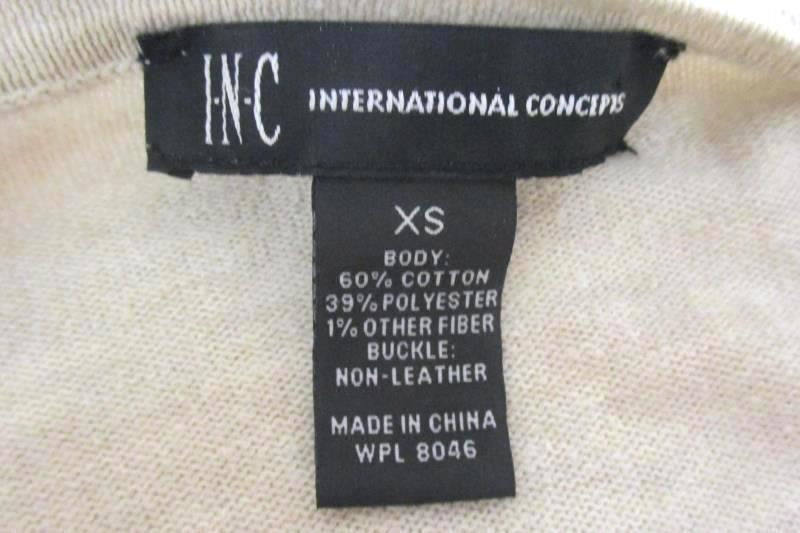 I·N·C INTERNATIONAL CONCEPTS
XS
BODY:
60% COTTON
39% POLYESTER
1% OTHER FIBER
BUCKLE:
NON-LEATHER
MADE IN CHINA
WPL 8046